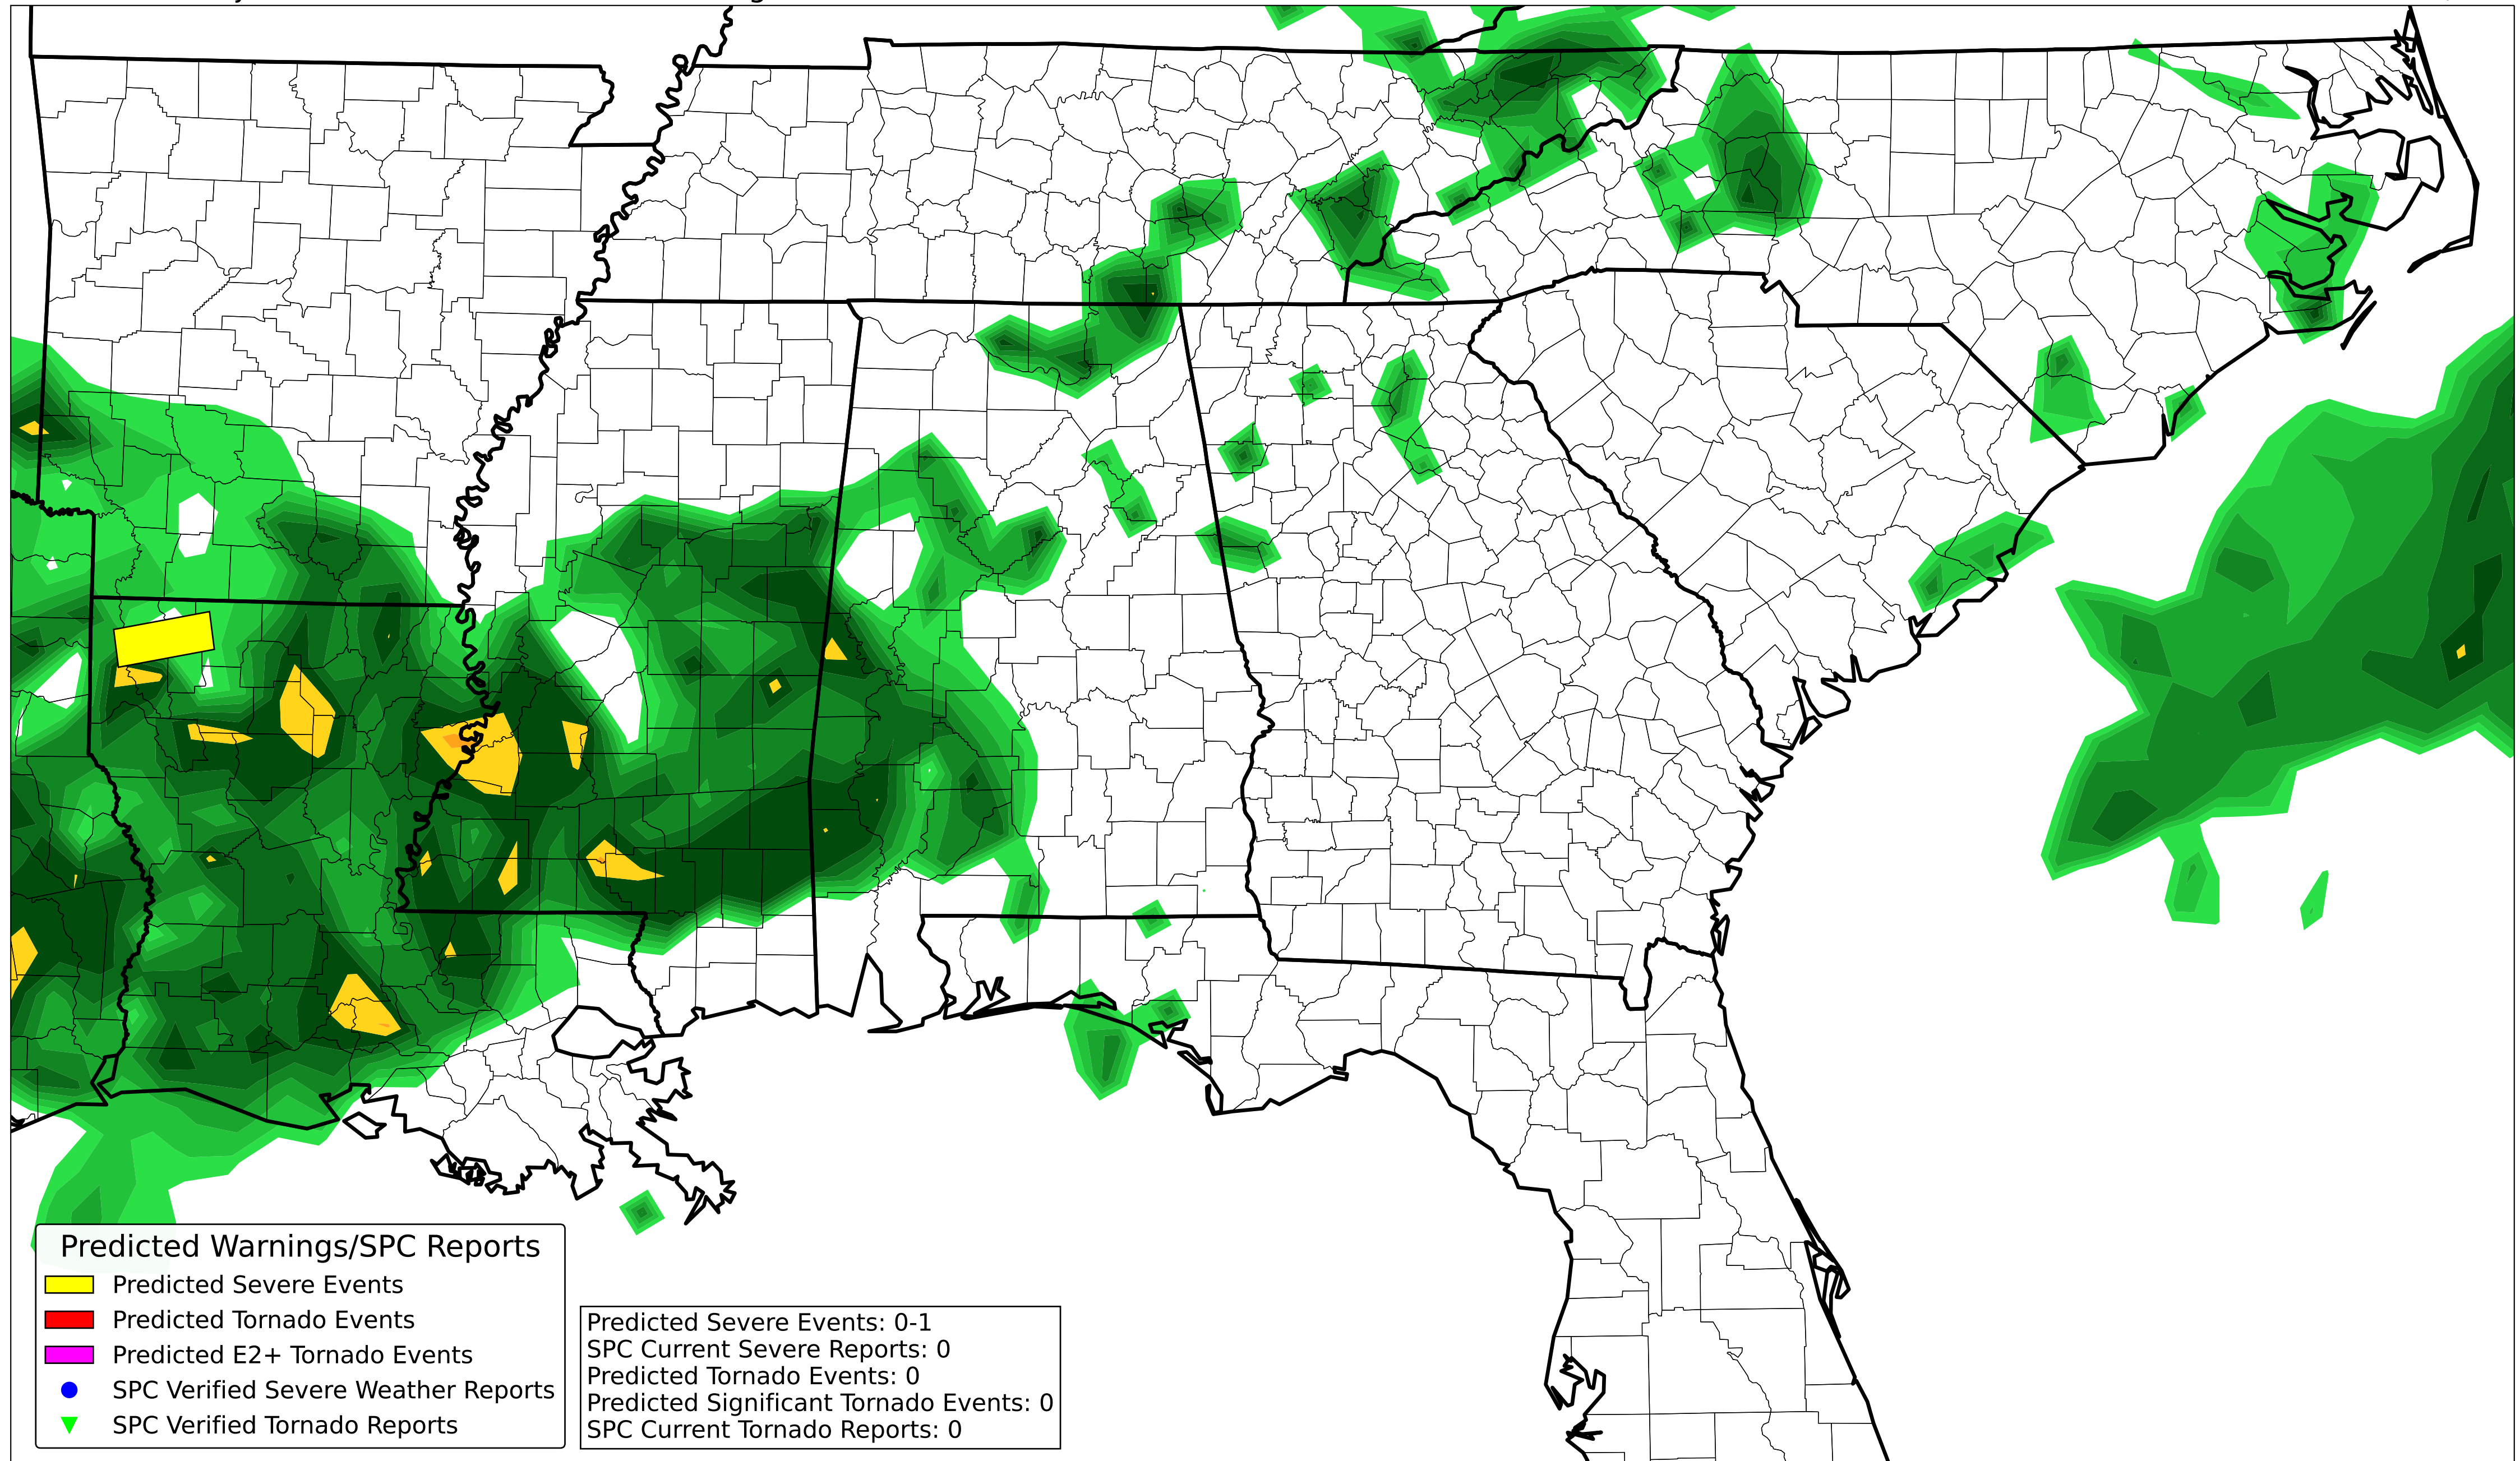 Predicted Warnings/SPC Reports
Predicted Severe Events
Predicted Tornado Events
Predicted E2+ Tornado Events
SPC Verified Severe Weather Reports
SPC Verified Tornado Reports
Predicted Severe Events: 0-1
SPC Current Severe Reports: 0
Predicted Tornado Events: 0
Predicted Significant Tornado Events: 0
SPC Current Tornado Reports: 0